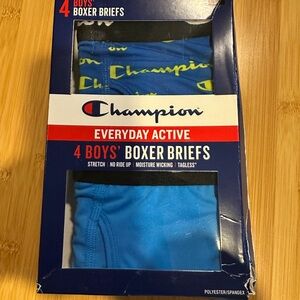 4 BOYS'
BOXER BRIEFS
Champion
Champion
EVERYDAY ACTIVE
4 BOYS' BOXER BRIEFS
STRETCH | NO RIDE UP | MOISTURE WICKING | TAGLESS
POLYESTER/SPANDEX